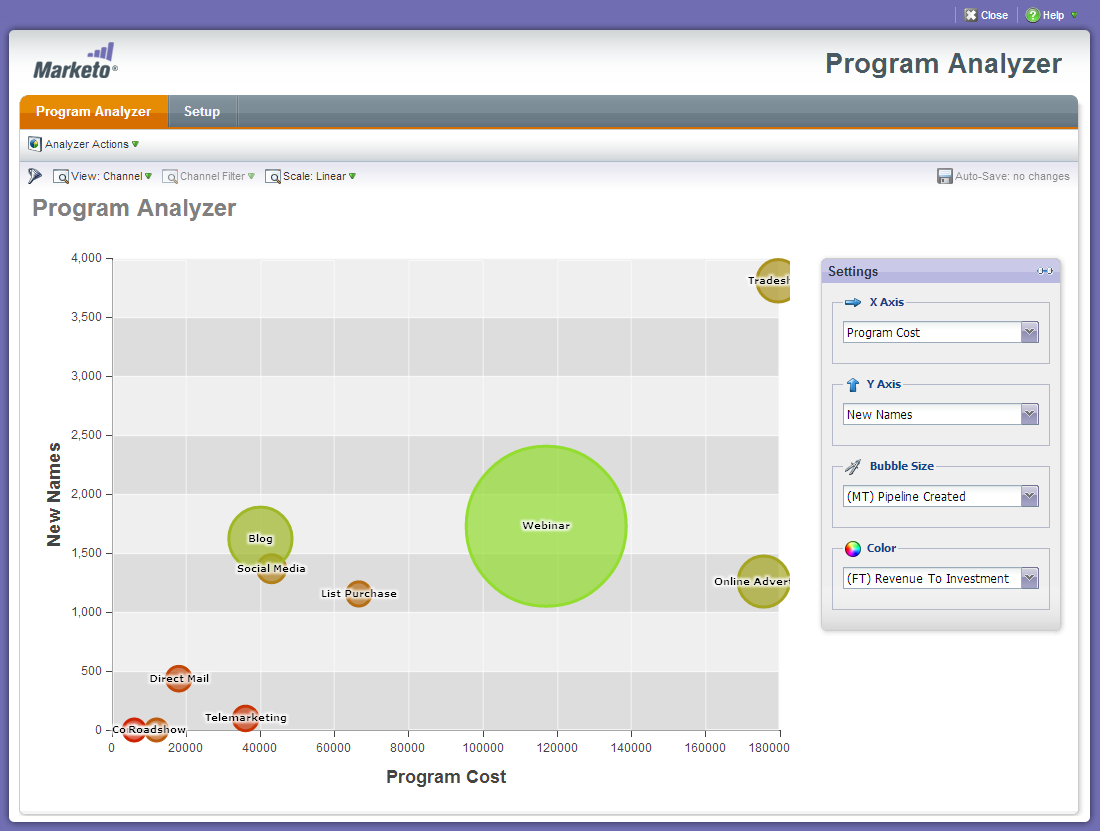 Close Help
Marketo®
Program Analyzer
Program Analyzer Setup
Analyzer Actions
View: Channel Channel Filter Scale: Linear Auto-Save: no changes
Program Analyzer
4,000
3,500
3,000
2,500
2,000
1,500
1,000
500
0
New Names
Tradesh
Webinar
Blog
Social Media
Online Advert
List Purchase
Direct Mail
Telemarketing
Co Roadshow
0 20000 40000 60000 80000 100000 120000 140000 160000 180000
Program Cost
Settings
X Axis
Program Cost
Y Axis
New Names
Bubble Size
(MT) Pipeline Created
Color
(FT) Revenue To Investment